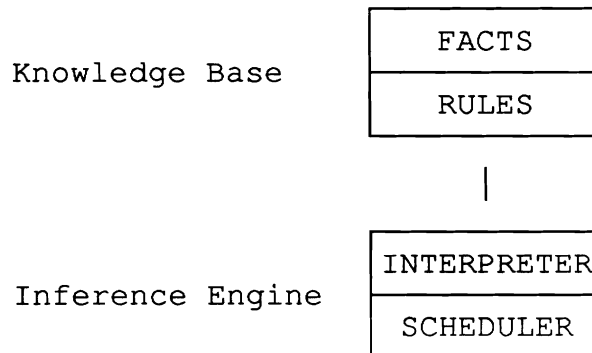 FACTS
Knowledge Base
RULES
INTERPRETER
Inference Engine
SCHEDULER